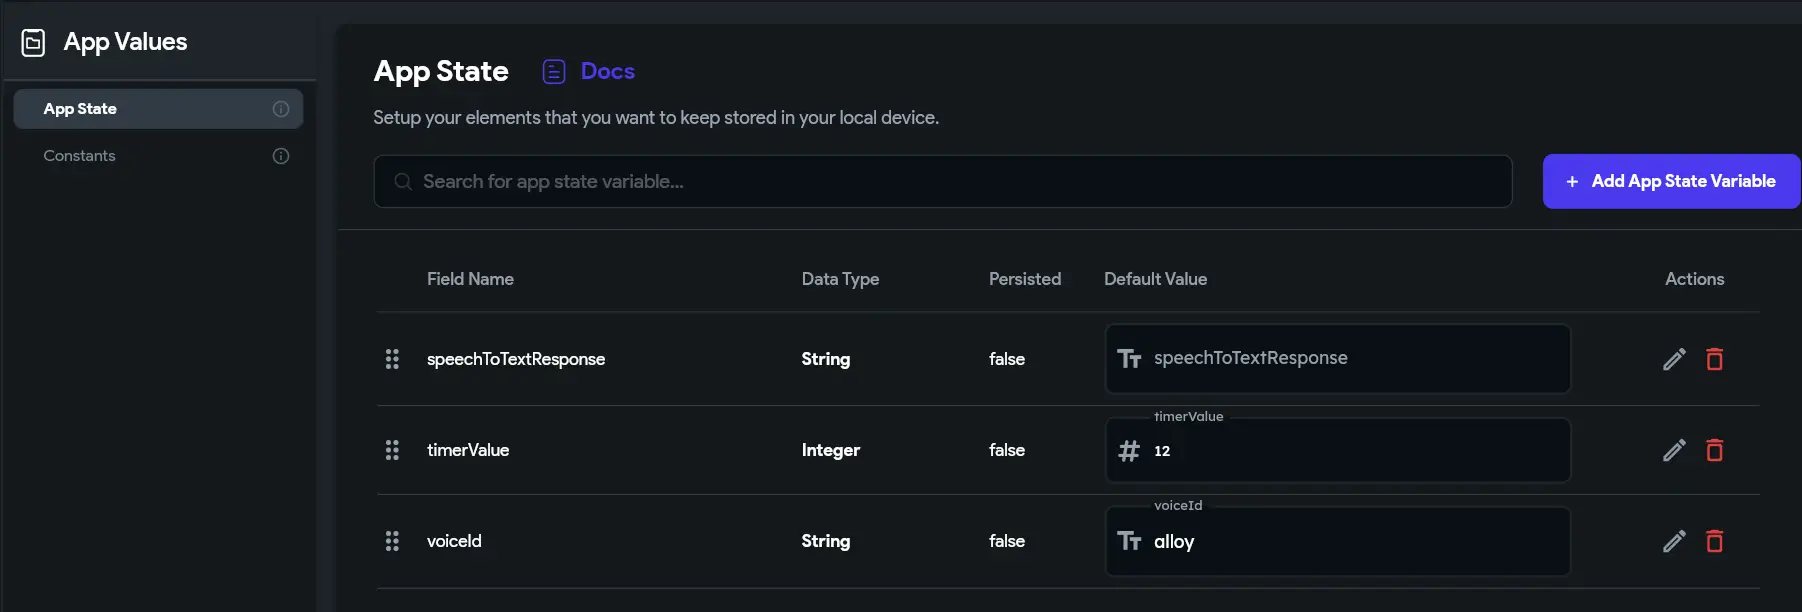 App Values
App State
Constants
App State Docs
Setup your elements that you want to keep stored in your local device.
Search for app state variable...
+ Add App State Variable
Field Name Data Type Persisted Default Value Actions
speechToTextResponse String false speechToTextResponse
timerValue
timerValue Integer false 12
voiceId
voiceId String false alloy